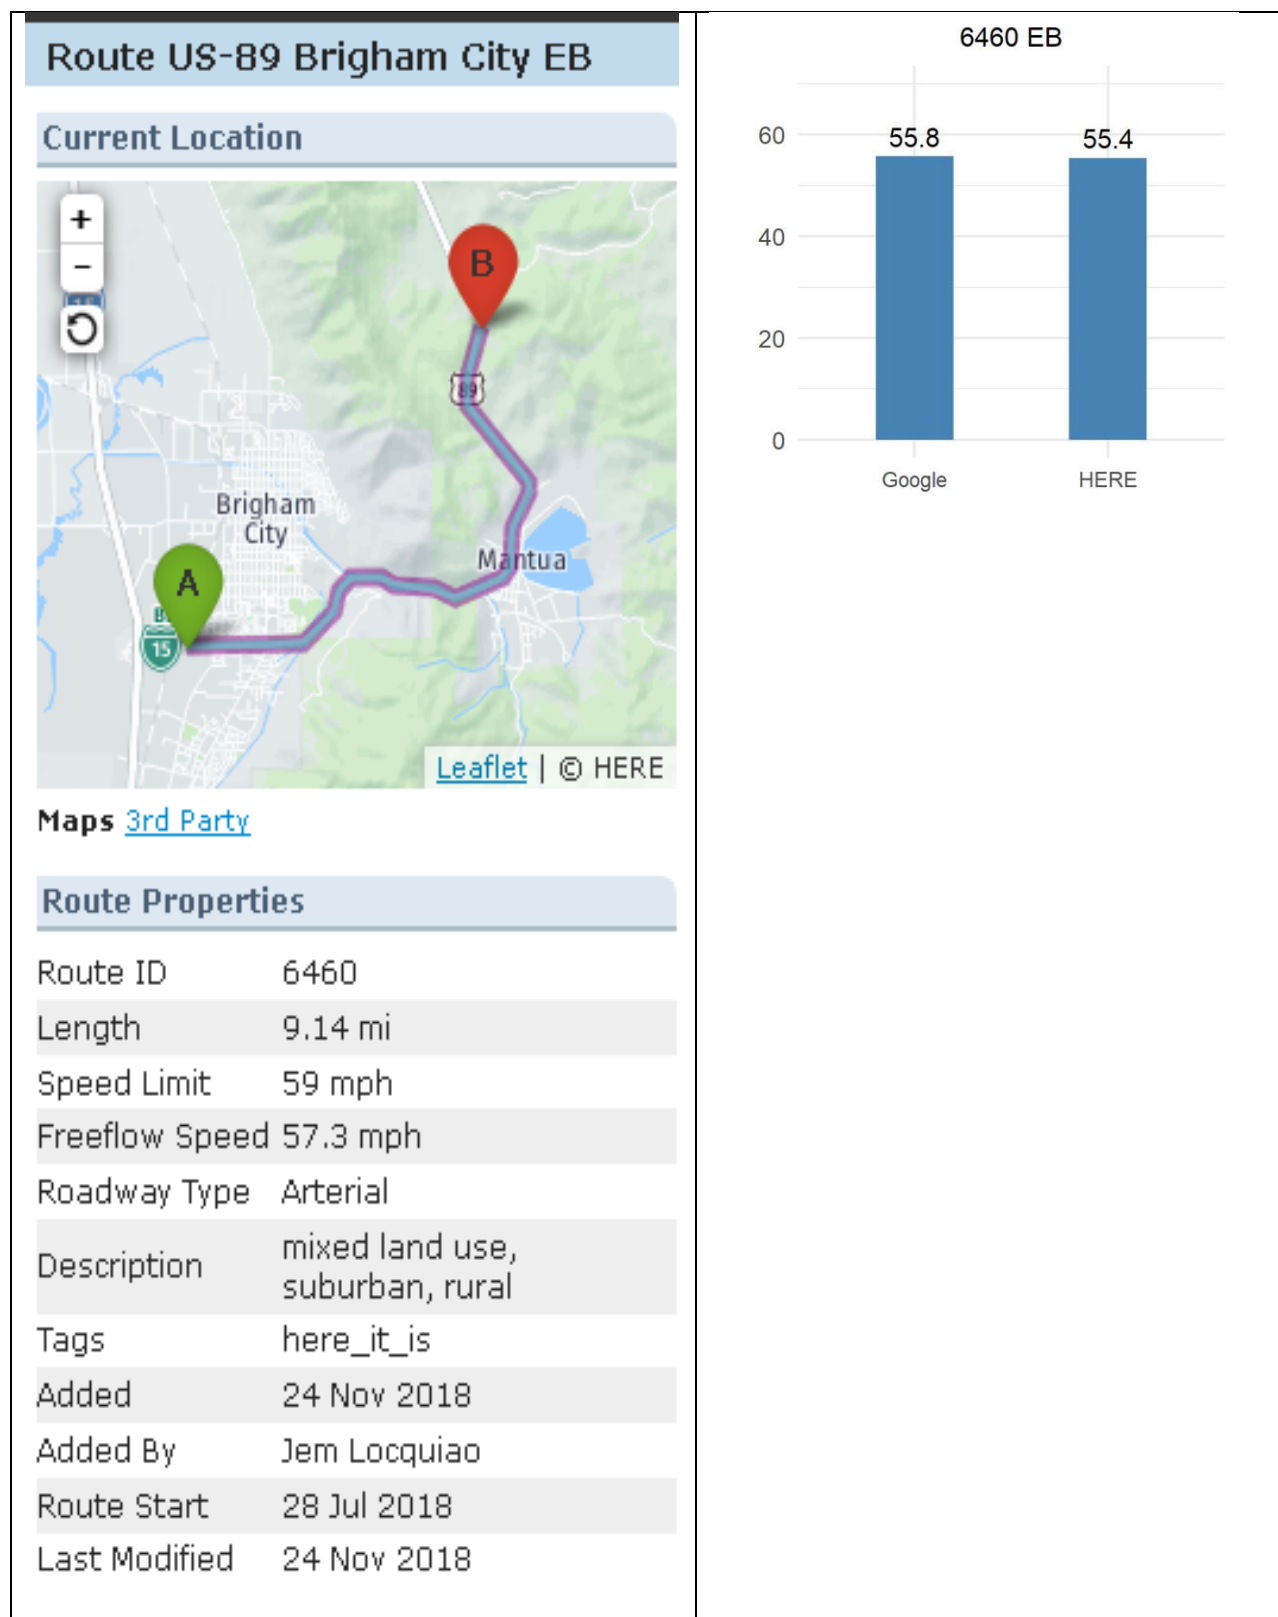 Route US-89 Brigham City EB
Current Location
+
−
B
89
Brigham
City
Mantua
A
15
Leaflet | © HERE
Maps 3rd Party
Route Properties
Route ID 6460
Length 9.14 mi
Speed Limit 59 mph
Freeflow Speed 57.3 mph
Roadway Type Arterial
Description mixed land use,
suburban, rural
Tags here_it_is
Added 24 Nov 2018
Added By Jem Locquiao
Route Start 28 Jul 2018
Last Modified 24 Nov 2018
6460 EB
60
55.8
55.4
40
20
0
Google
HERE